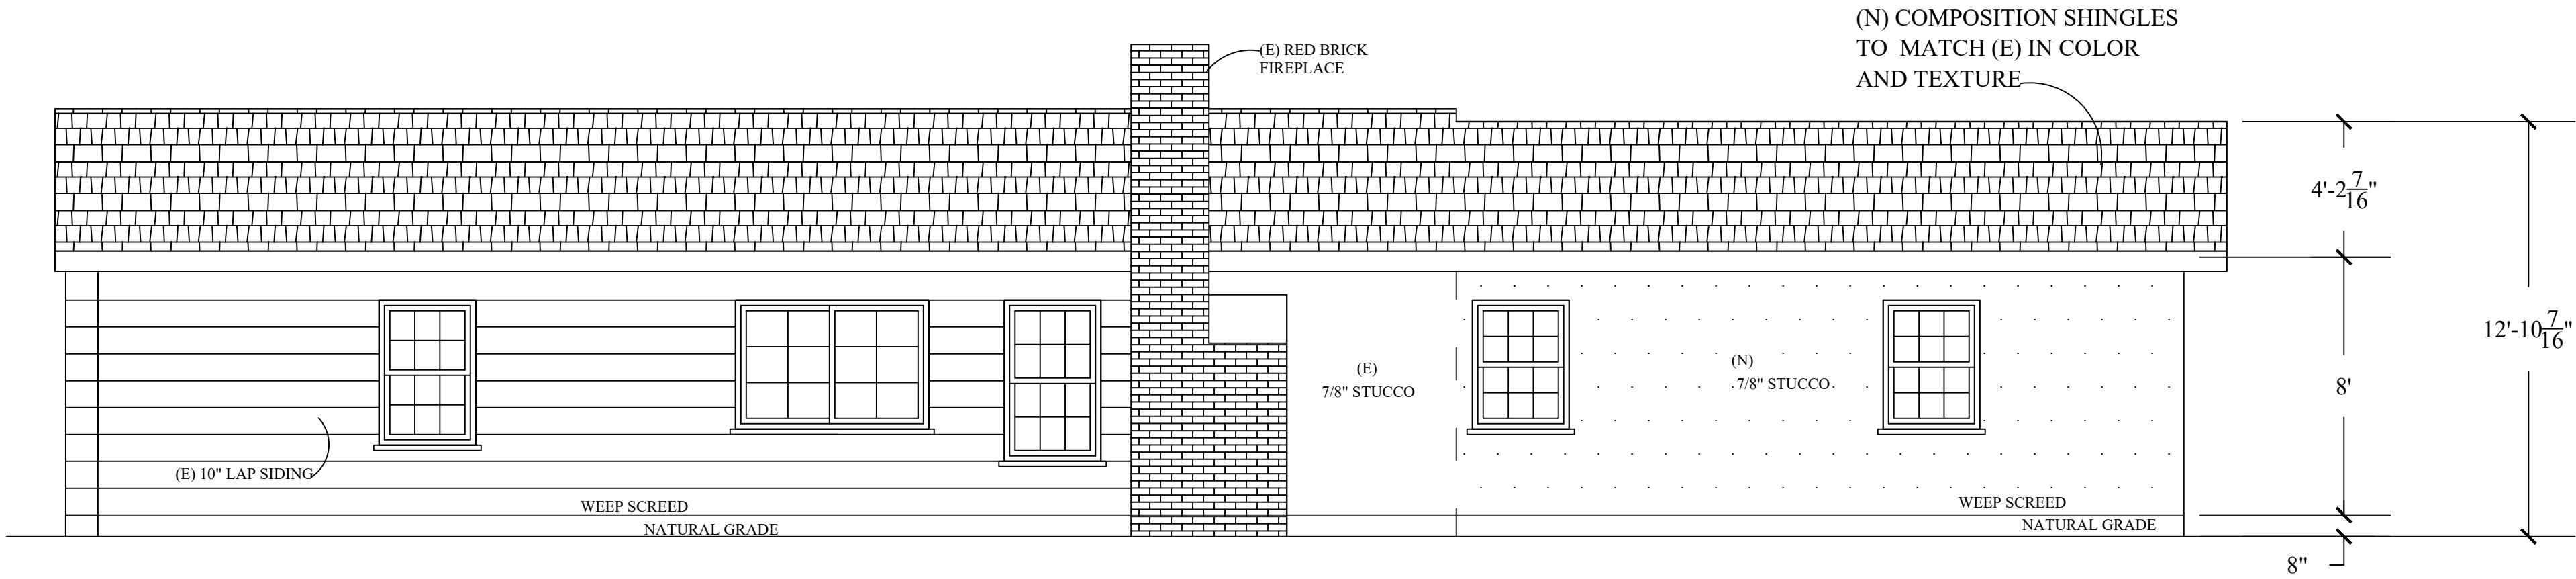 (N) COMPOSITION SHINGLES
TO MATCH (E) IN COLOR
AND TEXTURE
(E) RED BRICK
FIREPLACE
4'-2 7/16"
12'-10 7/16"
(E)
7/8" STUCCO
(N)
7/8" STUCCO
8'
(E) 10" LAP SIDING
WEEP SCREED
WEEP SCREED
NATURAL GRADE
NATURAL GRADE
8"